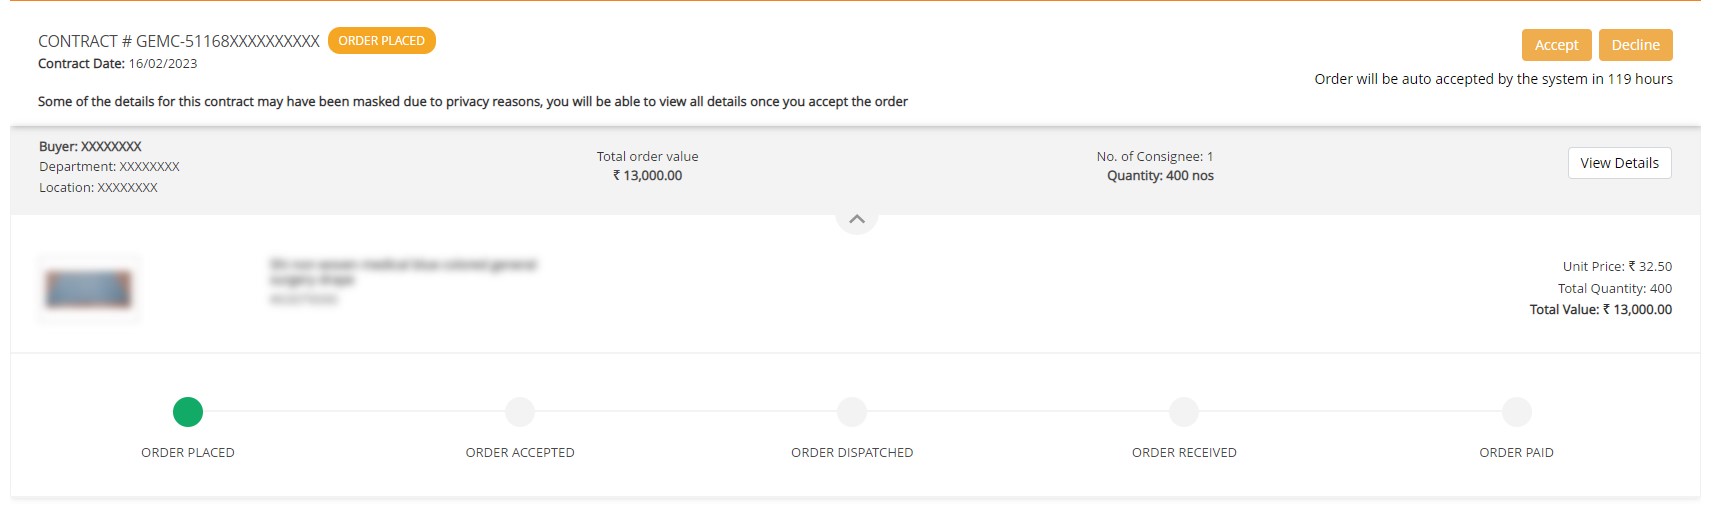 CONTRACT # GEMC-51168XXXXXXXXXX ORDER PLACED
Contract Date: 16/02/2023
Accept Decline
Order will be auto accepted by the system in 119 hours
Some of the details for this contract may have been masked due to privacy reasons, you will be able to view all details once you accept the order
Buyer: XXXXXXXX
Department: XXXXXXXX
Location: XXXXXXXX
Total order value
₹ 13,000.00
No. of Consignee: 1
Quantity: 400 nos
View Details
Unit Price: ₹ 32.50
Total Quantity: 400
Total Value: ₹ 13,000.00
ORDER PLACED
ORDER ACCEPTED
ORDER DISPATCHED
ORDER RECEIVED
ORDER PAID